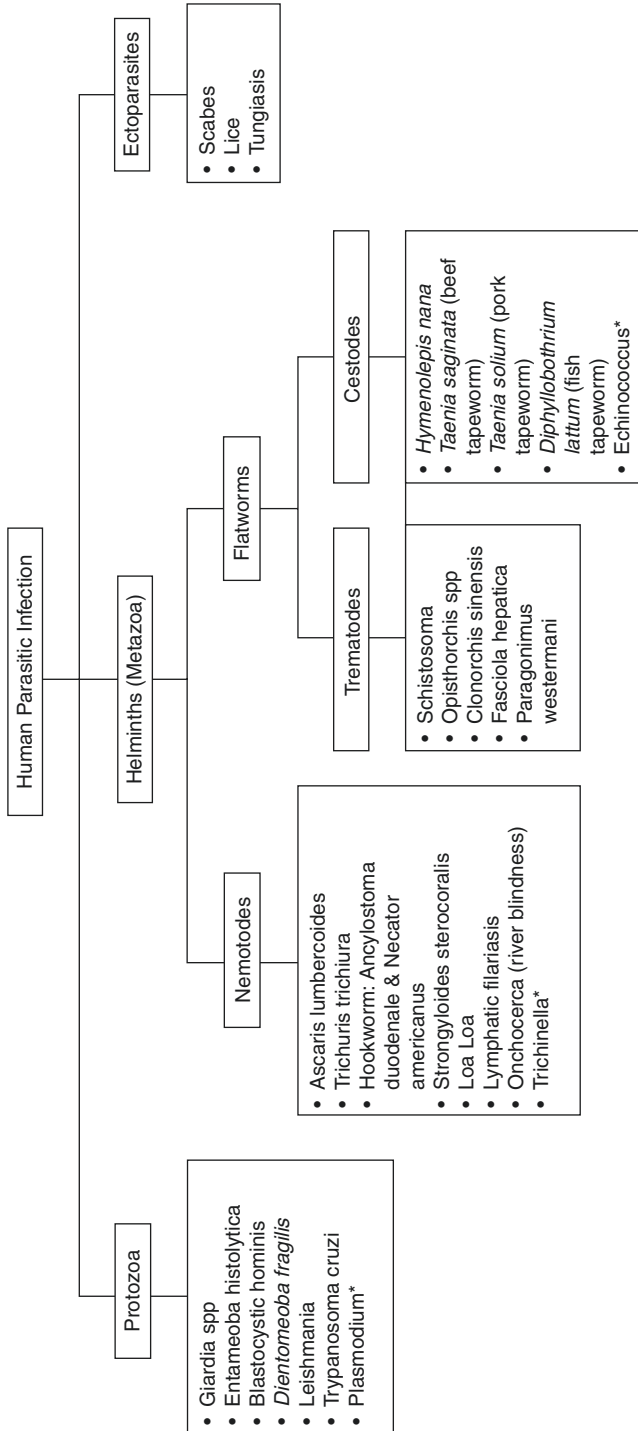 Human Parasitic Infection
Protozoa
• Giardia spp
• Entameoba histolytica
• Blastocystic hominis
• Dientomeoba fragilis
• Leishmania
• Trypanosoma cruzi
• Plasmodium*
Helminths (Metazoa)
Nemotodes
• Ascaris lumbercoides
• Trichuris trichiura
• Hookworm: Ancylostoma
duodenale & Necator
americanus
• Strongyloides sterocoralis
• Loa Loa
• Lymphatic filariasis
• Onchocerca (river blindness)
• Trichinella*
Flatworms
Trematodes
• Schistosoma
• Opisthorchis spp
• Clonorchis sinensis
• Fasciola hepatica
• Paragonimus
westermani
Cestodes
• Hymenolepis nana
• Taenia saginata (beef
tapeworm)
• Taenia solium (pork
tapeworm)
• Diphyllobothrium
lattum (fish
tapeworm)
• Echinococcus*
Ectoparasites
• Scabes
• Lice
• Tungiasis